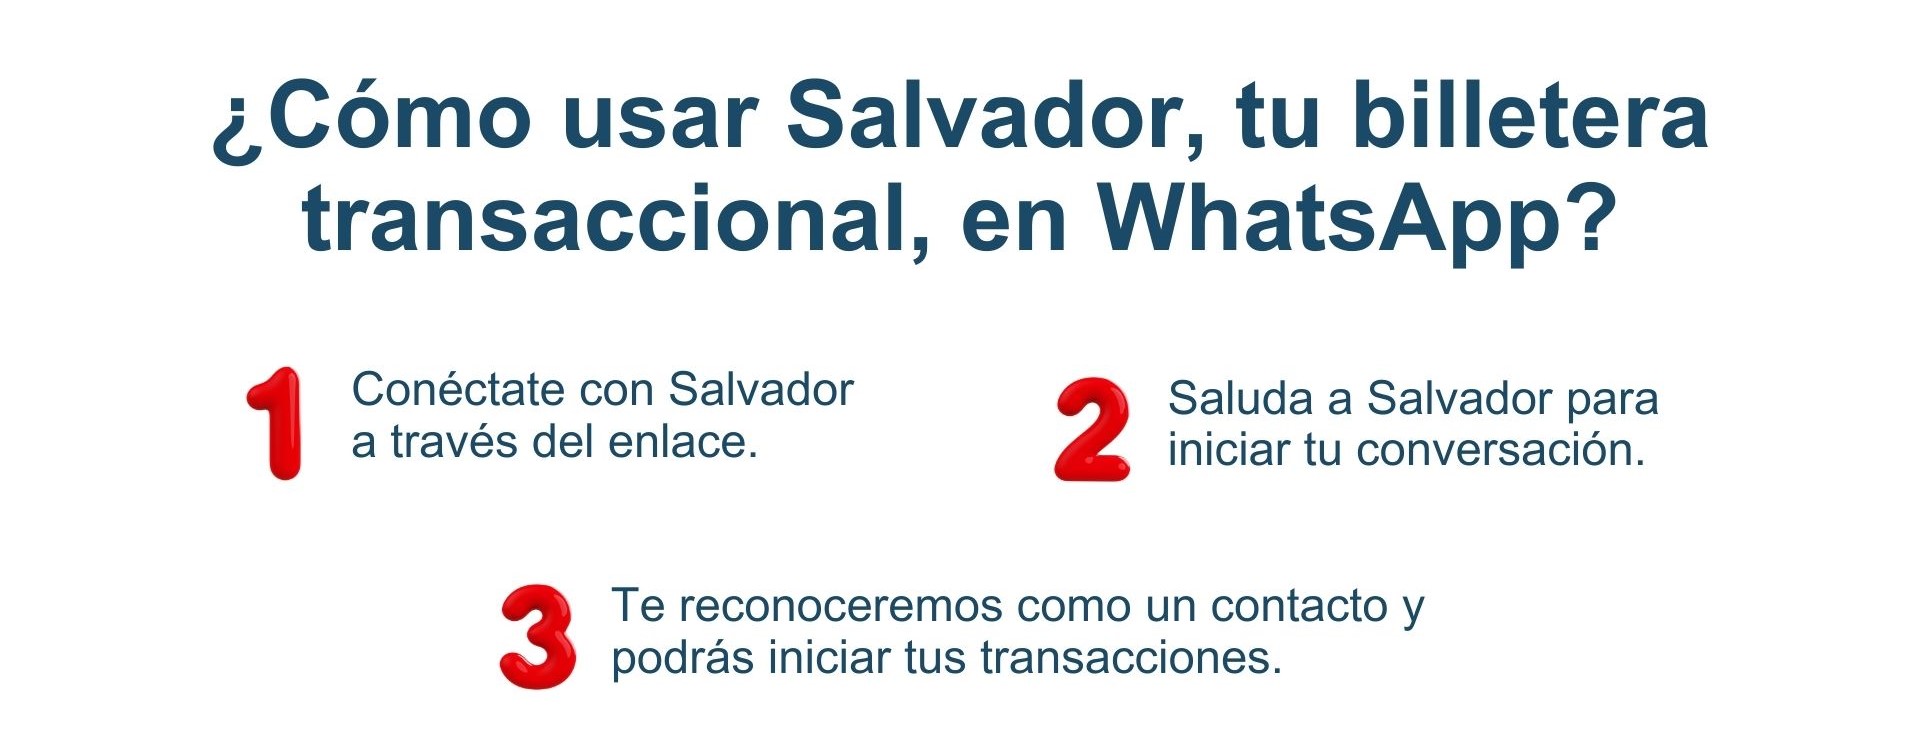 ¿Cómo usar Salvador, tu billetera
transaccional, en WhatsApp?
1
Conéctate con Salvador
a través del enlace.
2
Saluda a Salvador para
iniciar tu conversación.
3
Te reconoceremos como un contacto y
podrás iniciar tus transacciones.